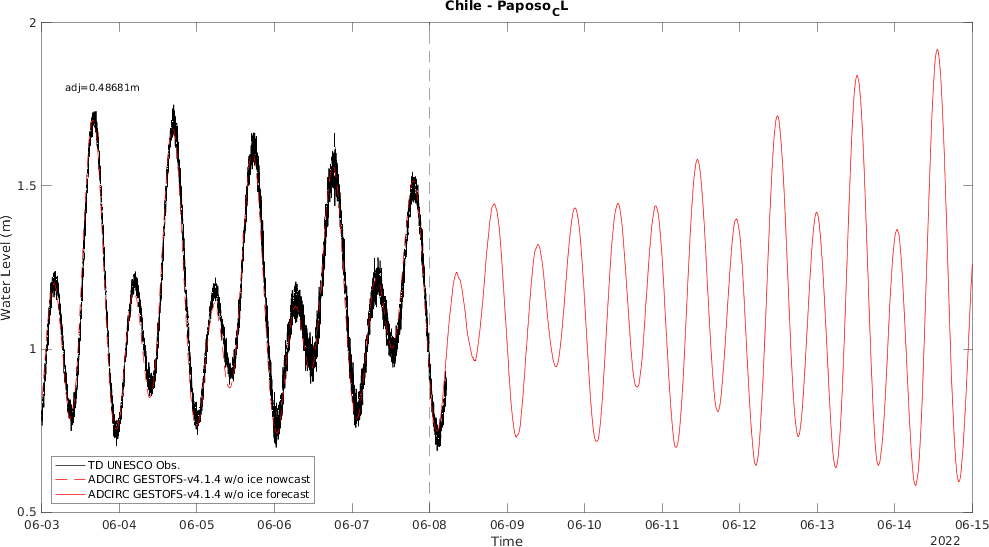 Chile - PaposoCL
2
adj=0.48681m
1.5
Water Level (m)
1
TD UNESCO Obs.
ADCIRC GESTOFS-v4.1.4 w/o ice nowcast
ADCIRC GESTOFS-v4.1.4 w/o ice forecast
0.5
06-03 06-04 06-05 06-06 06-07 06-08 06-09 06-10 06-11 06-12 06-13 06-14 06-15
Time
2022